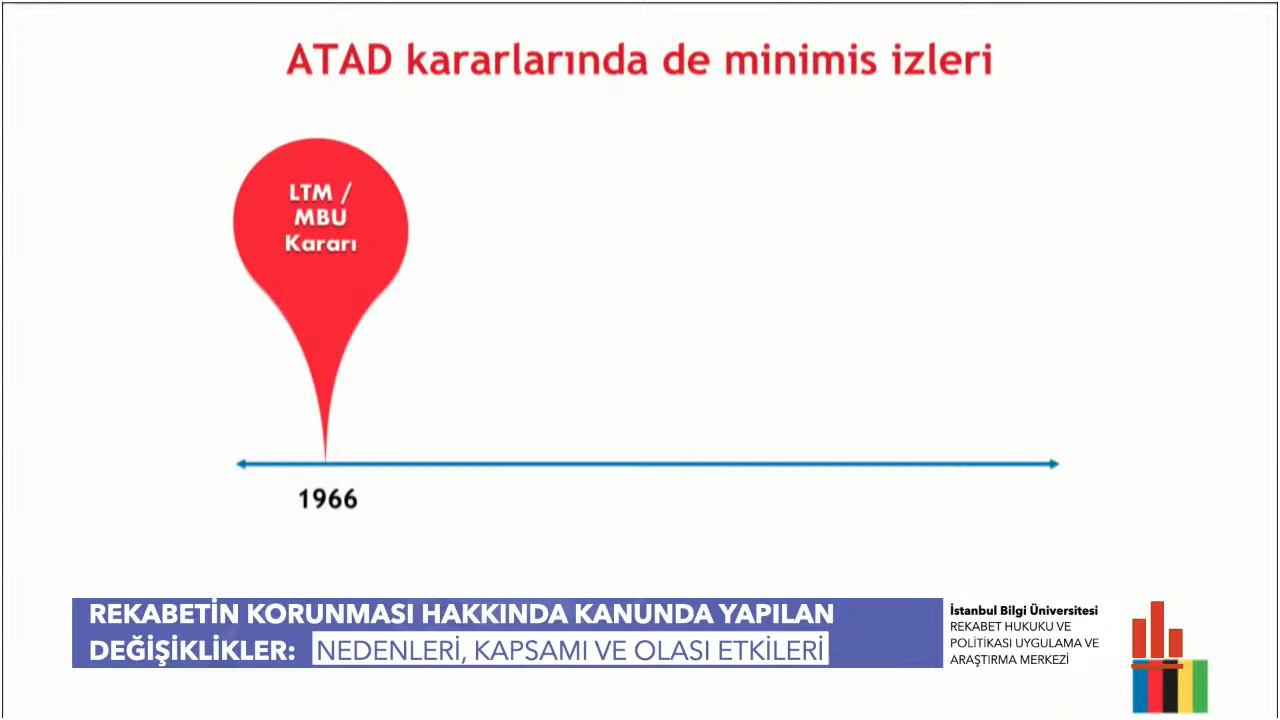 ATAD kararlarında de minimis izleri
LTM /
MBU
Kararı
1966
REKABETİN KORUNMASI HAKKINDA KANUNDA YAPILAN
DEĞİŞİKLİKLER: NEDENLERİ, KAPSAMI VE OLASI ETKİLERİ
İstanbul Bilgi Üniversitesi
REKABET HUKUKU VE
POLİTİKASI UYGULAMA VE
ARAŞTIRMA MERKEZİ